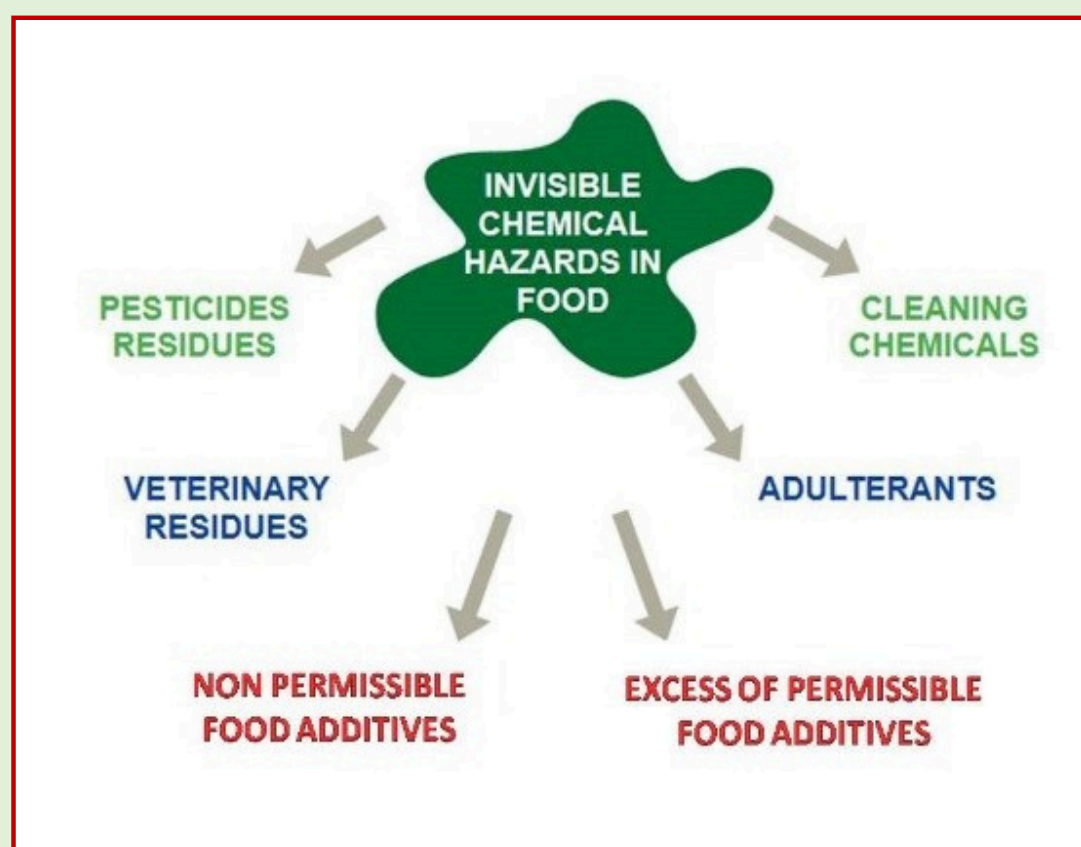 INVISIBLE
CHEMICAL
HAZARDS IN
FOOD
PESTICIDES
RESIDUES
CLEANING
CHEMICALS
VETERINARY
RESIDUES
ADULTERANTS
NON PERMISSIBLE
FOOD ADDITIVES
EXCESS OF PERMISSIBLE
FOOD ADDITIVES